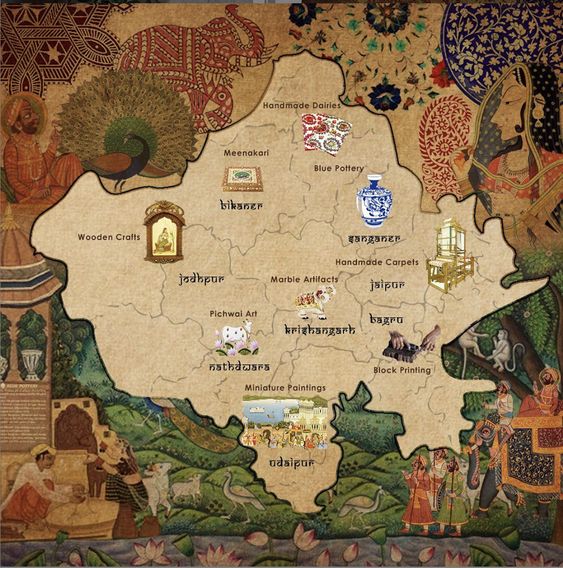 Handmade Dairies
Meenakari
Blue Pottery
Bikaner
Sanganer
Wooden Crafts
Handmade Carpets
Jodhpur
Marble Artifacts
Jaipur
Pichwai Art
Krishangarh
Bagru
Nathdwara
Block Printing
Miniature Paintings
Udaipur